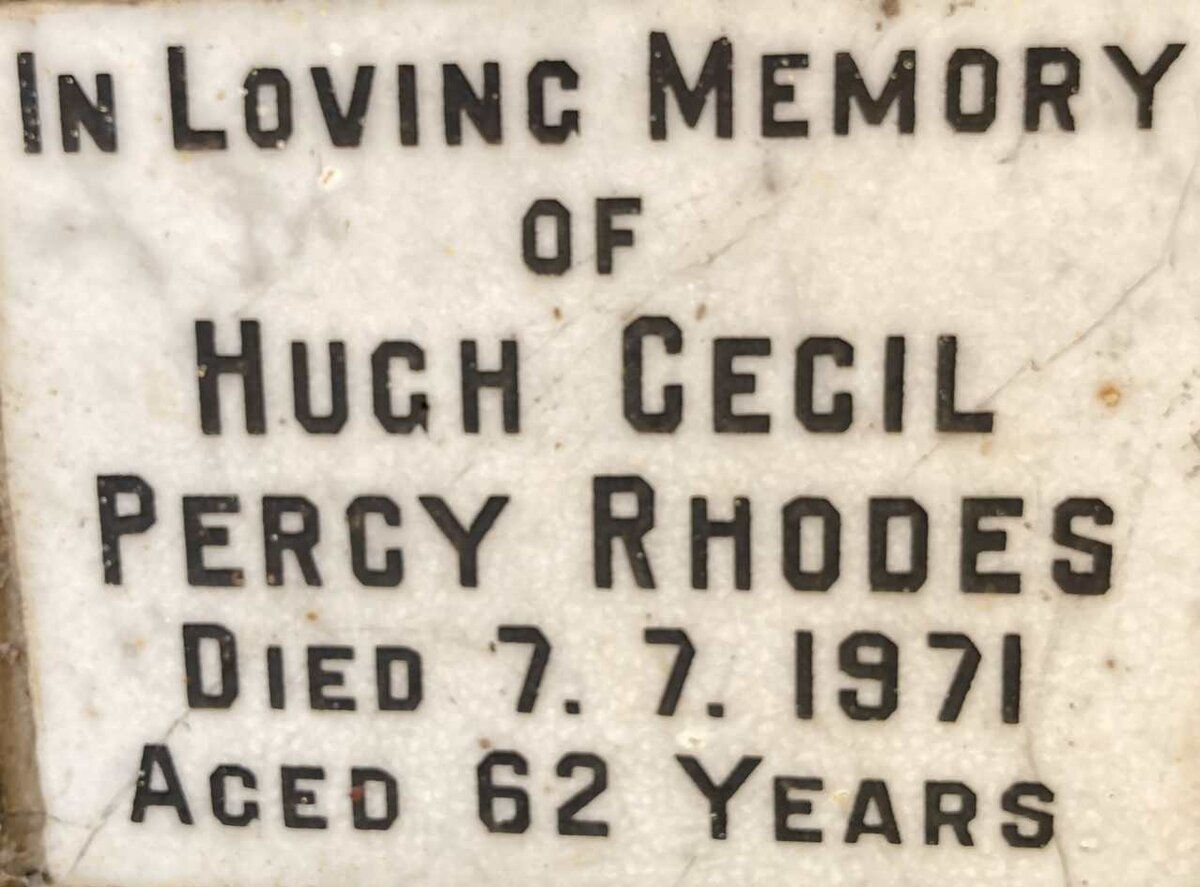 In Loving Memory
of
Hugh Cecil
Percy Rhodes
Died 7. 7. 1971
Aged 62 Years